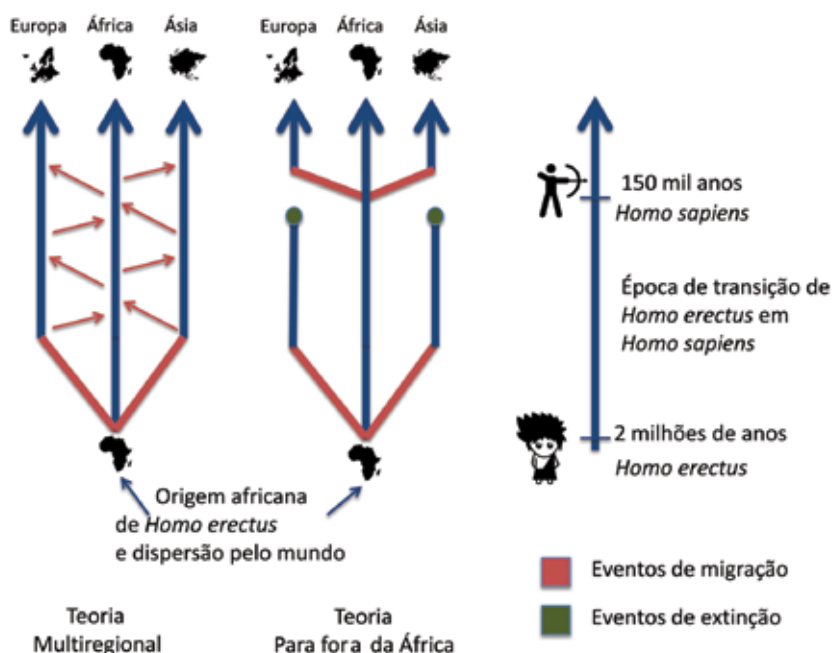 Europa África Ásia Europa África Ásia
150 mil anos
Homo sapiens
Época de transição de
Homo erectus em
Homo sapiens
2 milhões de anos
Homo erectus
Origem africana
de Homo erectus
e dispersão pelo mundo
Eventos de migração
Eventos de extinção
Teoria
Multiregional
Teoria
Para fora da África